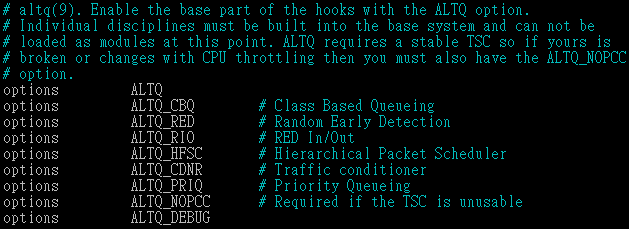 # altq(9). Enable the base part of the hooks with the ALTQ option.
# Individual disciplines must be built into the base system and can not be
# loaded as modules at this point. ALTQ requires a stable TSC so if yours is
# broken or changes with CPU throttling then you must also have the ALTQ_NOPCC
# option.
options ALTQ
options ALTQ_CBQ # Class Based Queueing
options ALTQ_RED # Random Early Detection
options ALTQ_RIO # RED In/Out
options ALTQ_HFSC # Hierarchical Packet Scheduler
options ALTQ_CDNR # Traffic conditioner
options ALTQ_PRIQ # Priority Queueing
options ALTQ_NOPCC # Required if the TSC is unusable
options ALTQ_DEBUG